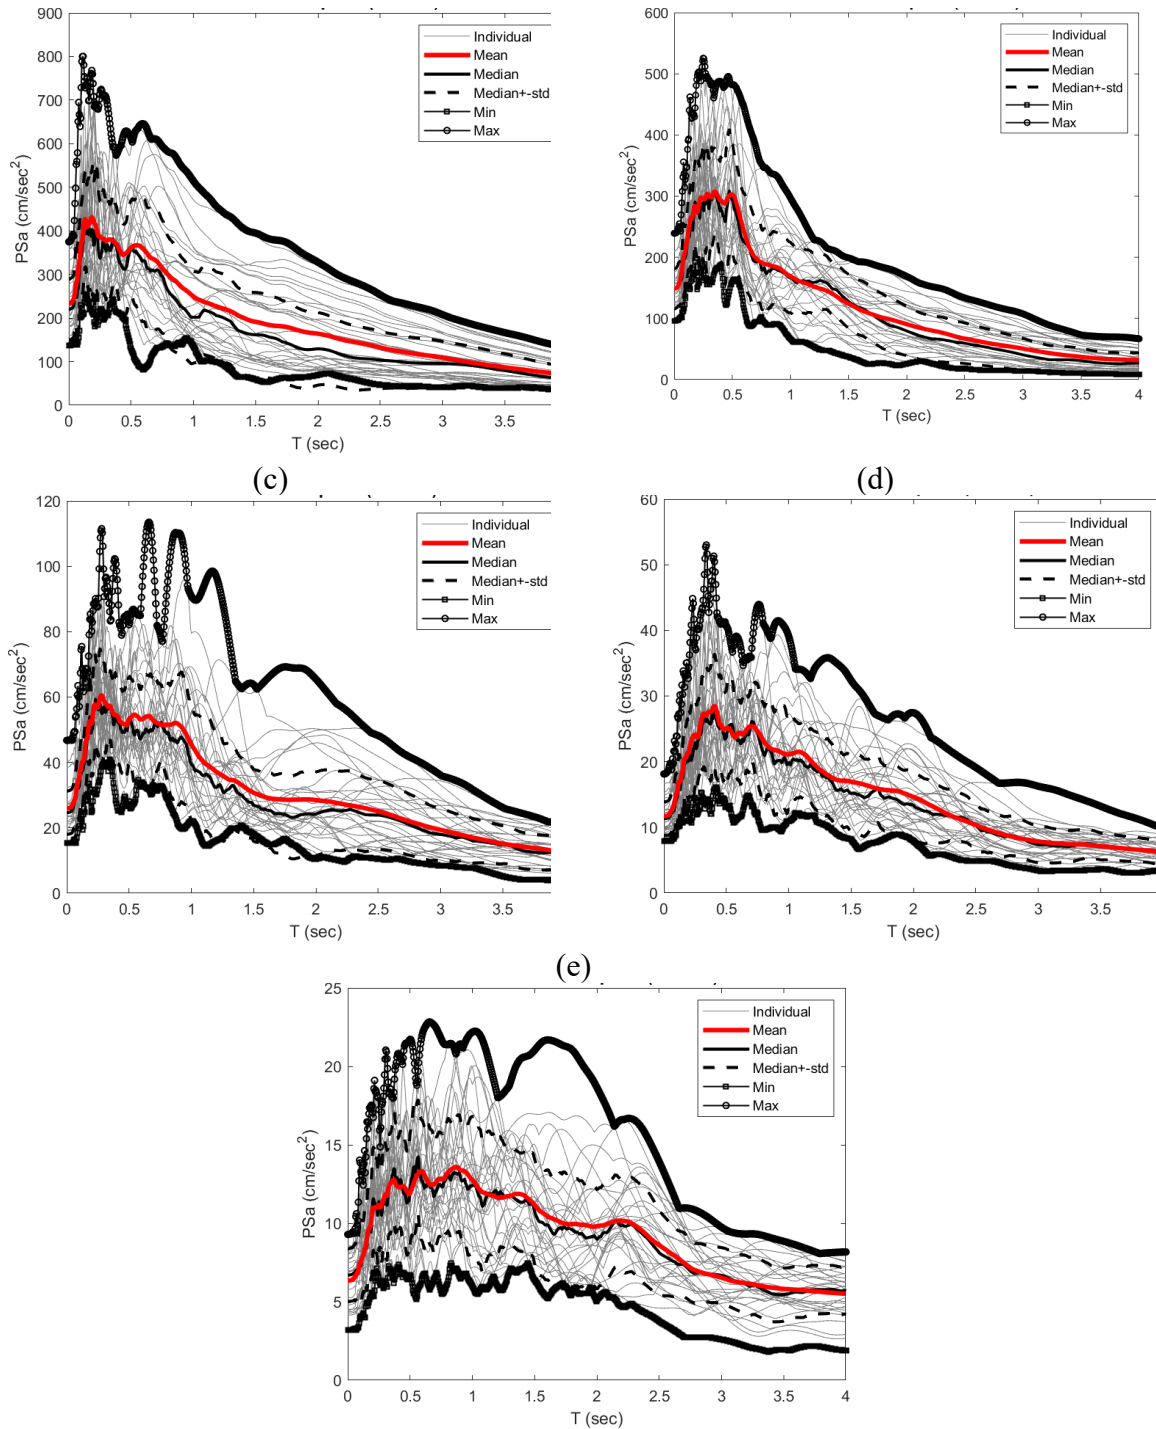 900
800
700
600
500
400
300
200
100
0
PSa (cm/sec²)
0 0.5 1 1.5 2 2.5 3 3.5
T (sec)
Individual
Mean
Median
Median+-std
Min
Max
600
500
400
300
200
100
0
PSa (cm/sec²)
0 0.5 1 1.5 2 2.5 3 3.5 4
T (sec)
Individual
Mean
Median
Median+-std
Min
Max
(c)
(d)
120
100
80
60
40
20
0
PSa (cm/sec²)
0 0.5 1 1.5 2 2.5 3 3.5
T (sec)
Individual
Mean
Median
Median+-std
Min
Max
60
50
40
30
20
10
0
PSa (cm/sec²)
0 0.5 1 1.5 2 2.5 3 3.5
T (sec)
Individual
Mean
Median
Median+-std
Min
Max
(e)
25
20
15
10
5
0
PSa (cm/sec²)
0 0.5 1 1.5 2 2.5 3 3.5 4
T (sec)
Individual
Mean
Median
Median+-std
Min
Max